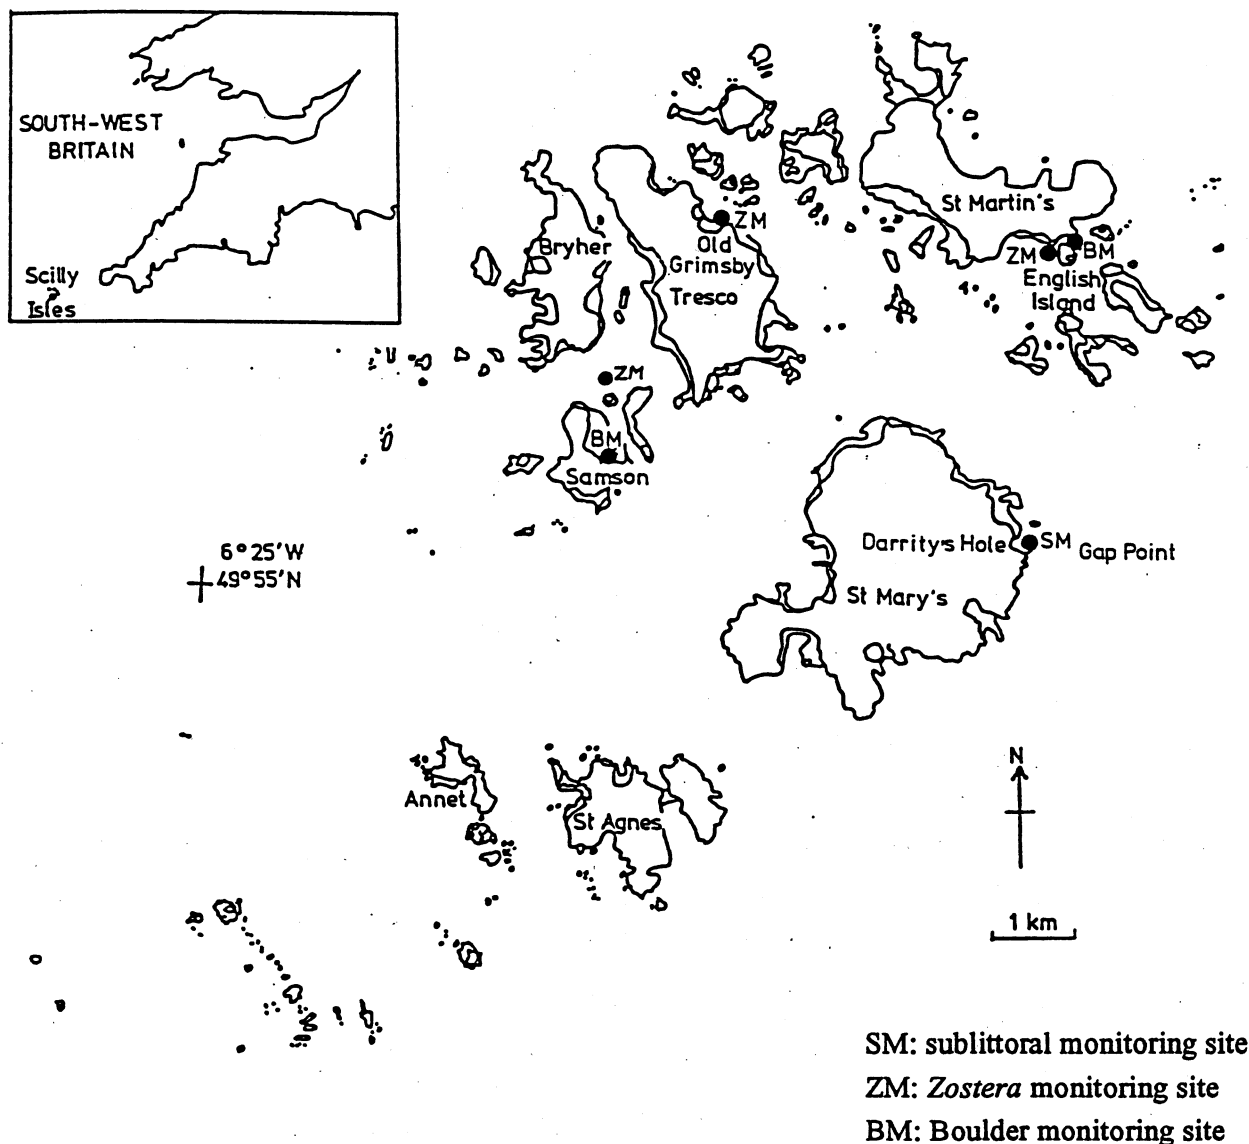 SOUTH-WEST
BRITAIN
Scilly
Isles
St Martin's
ZM
BM
English
Island
ZM
Old
Grimsby
Tresco
Bryher
ZM
BM
Samson
6°25'W
49°55'N
Darrity's Hole
SM
Gap Point
St Mary's
Annet
St Agnes
N
1 km
SM: sublittoral monitoring site
ZM: Zostera monitoring site
BM: Boulder monitoring site